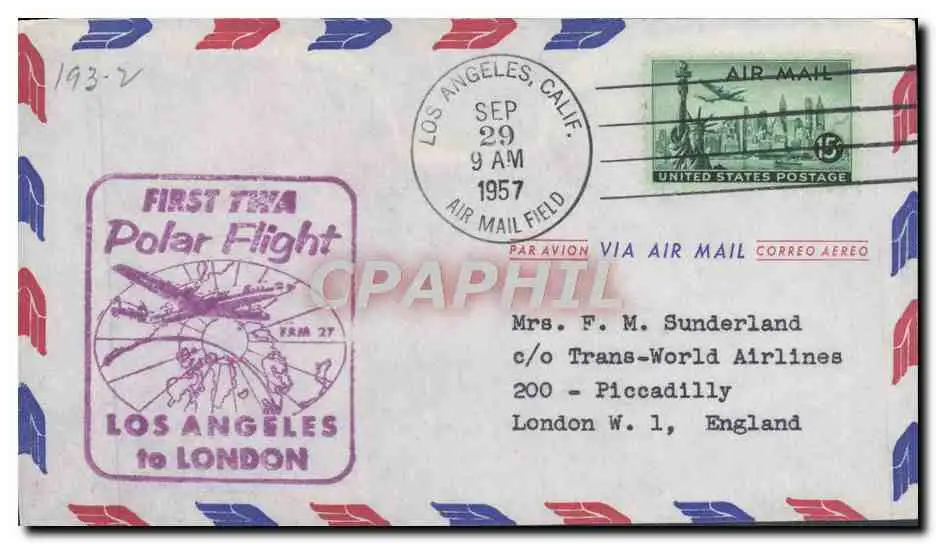 193-2
LOS ANGELES, CALIF.
SEP
29
9 AM
1957
AIR MAIL FIELD
AIR MAIL
15¢
UNITED STATES POSTAGE
FIRST TWA
Polar Flight
F.A.M 27
LOS ANGELES
to LONDON
PAR AVION VIA AIR MAIL CORREO AEREO
CPAPHIL
Mrs. F. M. Sunderland
c/o Trans-World Airlines
200 - Piccadilly
London W. 1, England